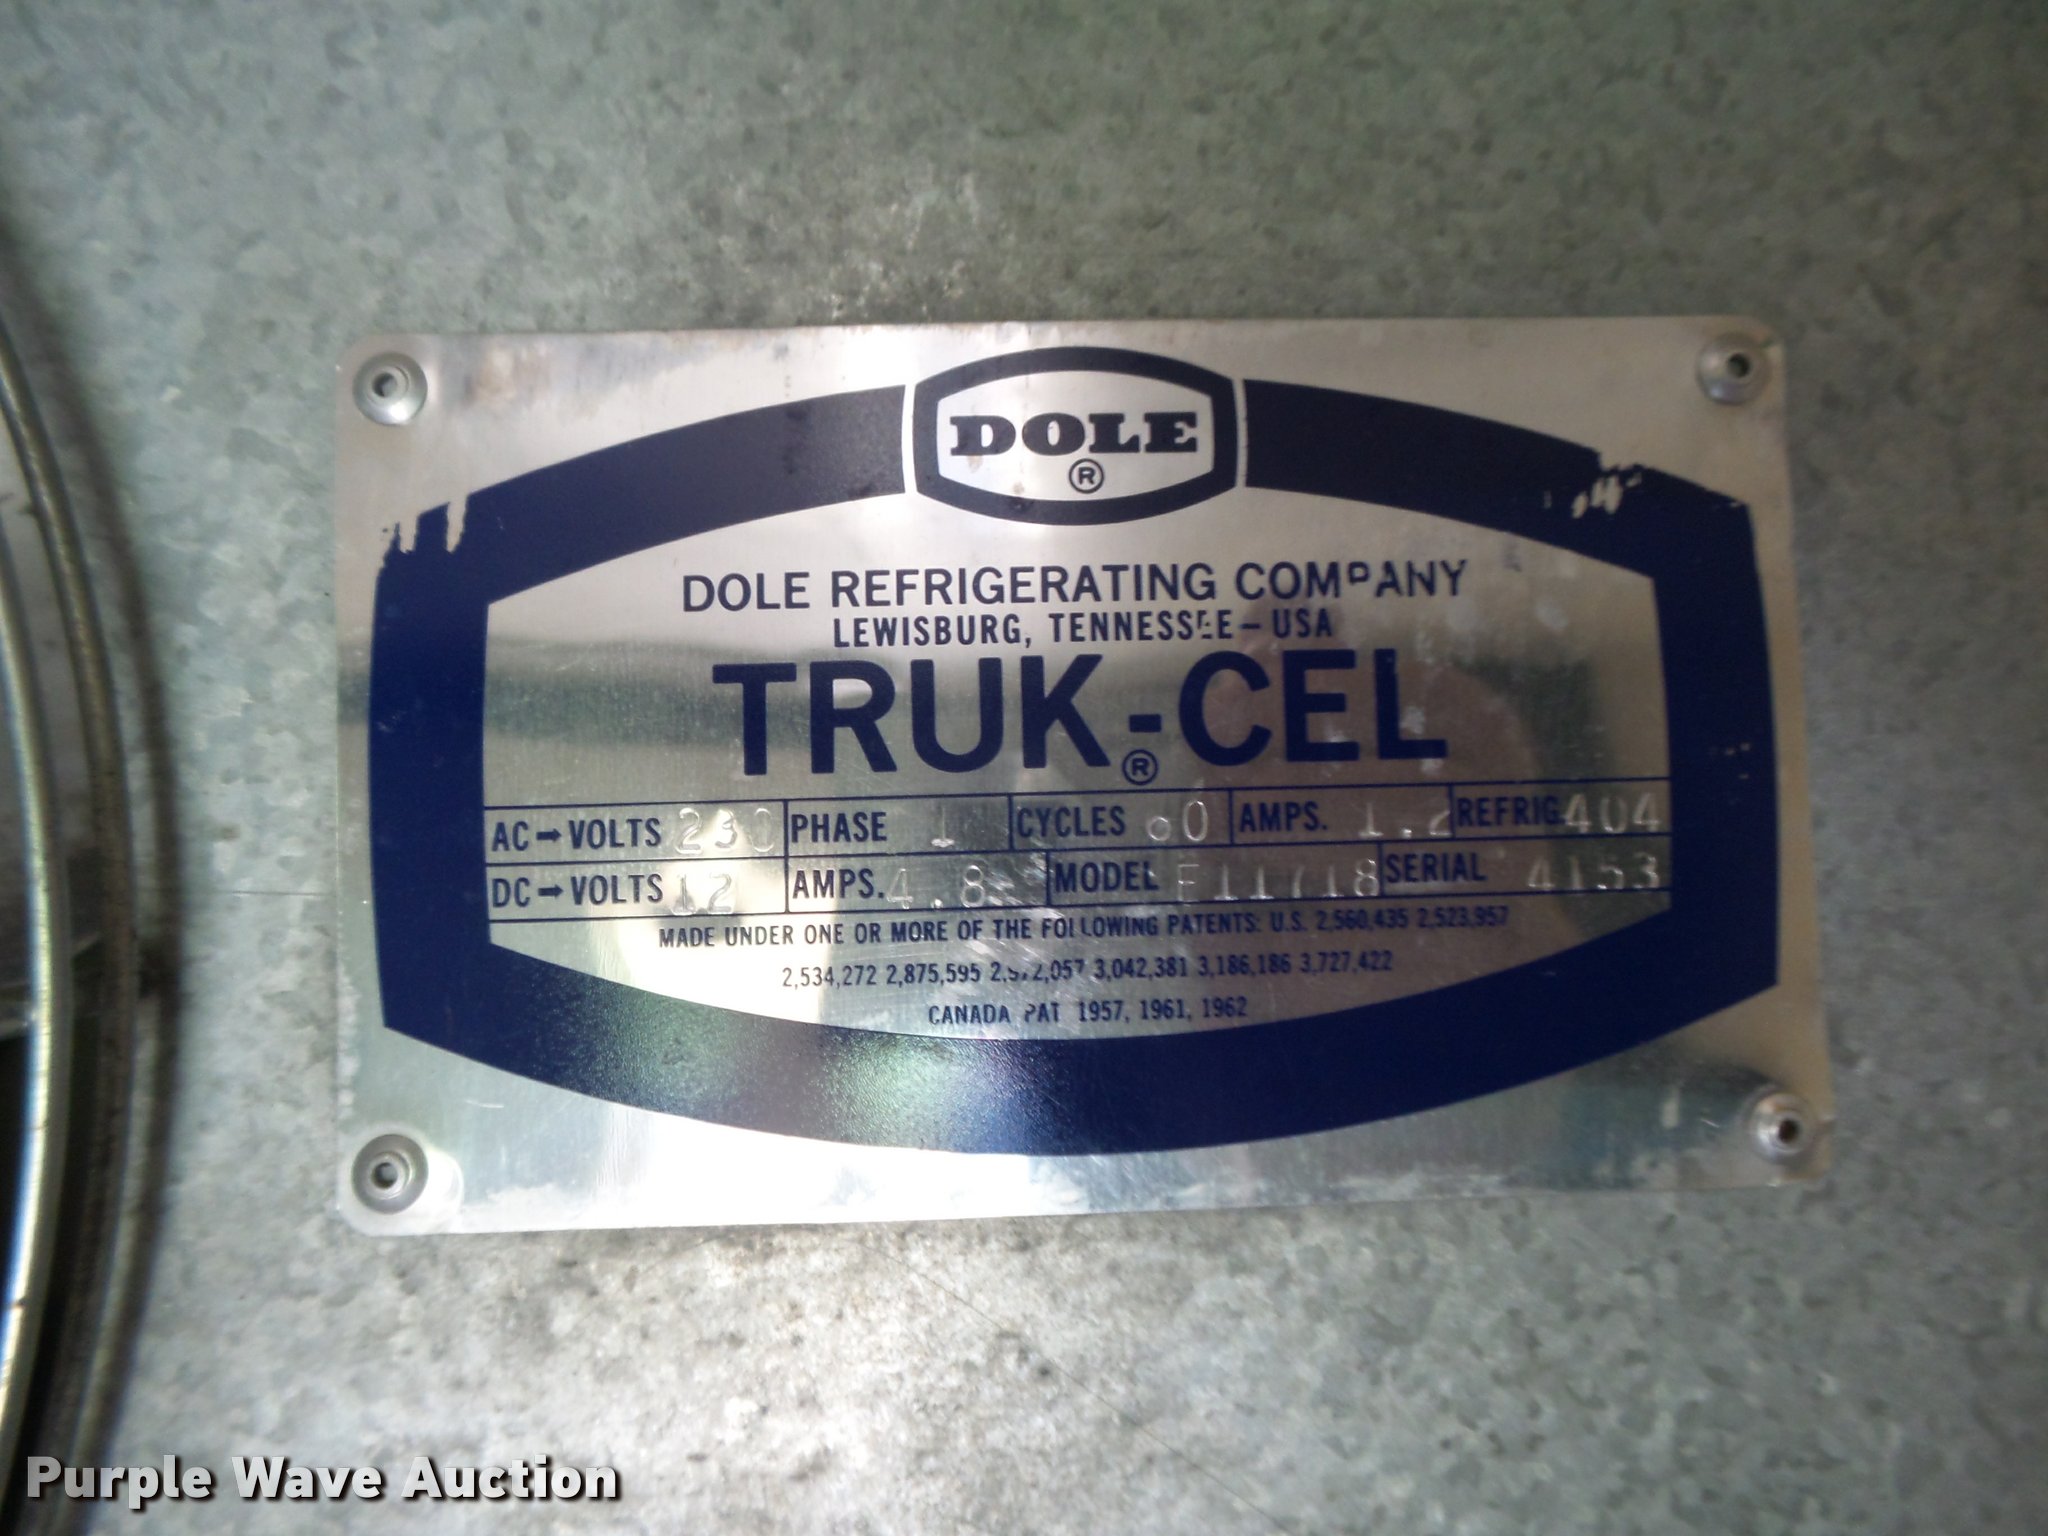 DOLE
®
DOLE REFRIGERATING COMPANY
LEWISBURG, TENNESSEE – USA
TRUK-CEL
®
AC→VOLTS 230 PHASE 1 CYCLES 60 AMPS. 1.2 REFRIG. 404
DC→VOLTS 12 AMPS. 4.8 MODEL SERIAL 4153
MADE UNDER ONE OR MORE OF THE FOLLOWING PATENTS: U.S. 2,560,435 2,523,957
2,534,272 2,875,595 3,042,381 3,186,186 3,727,422
CANADA PAT 1957, 1961, 1962
Purple Wave Auction